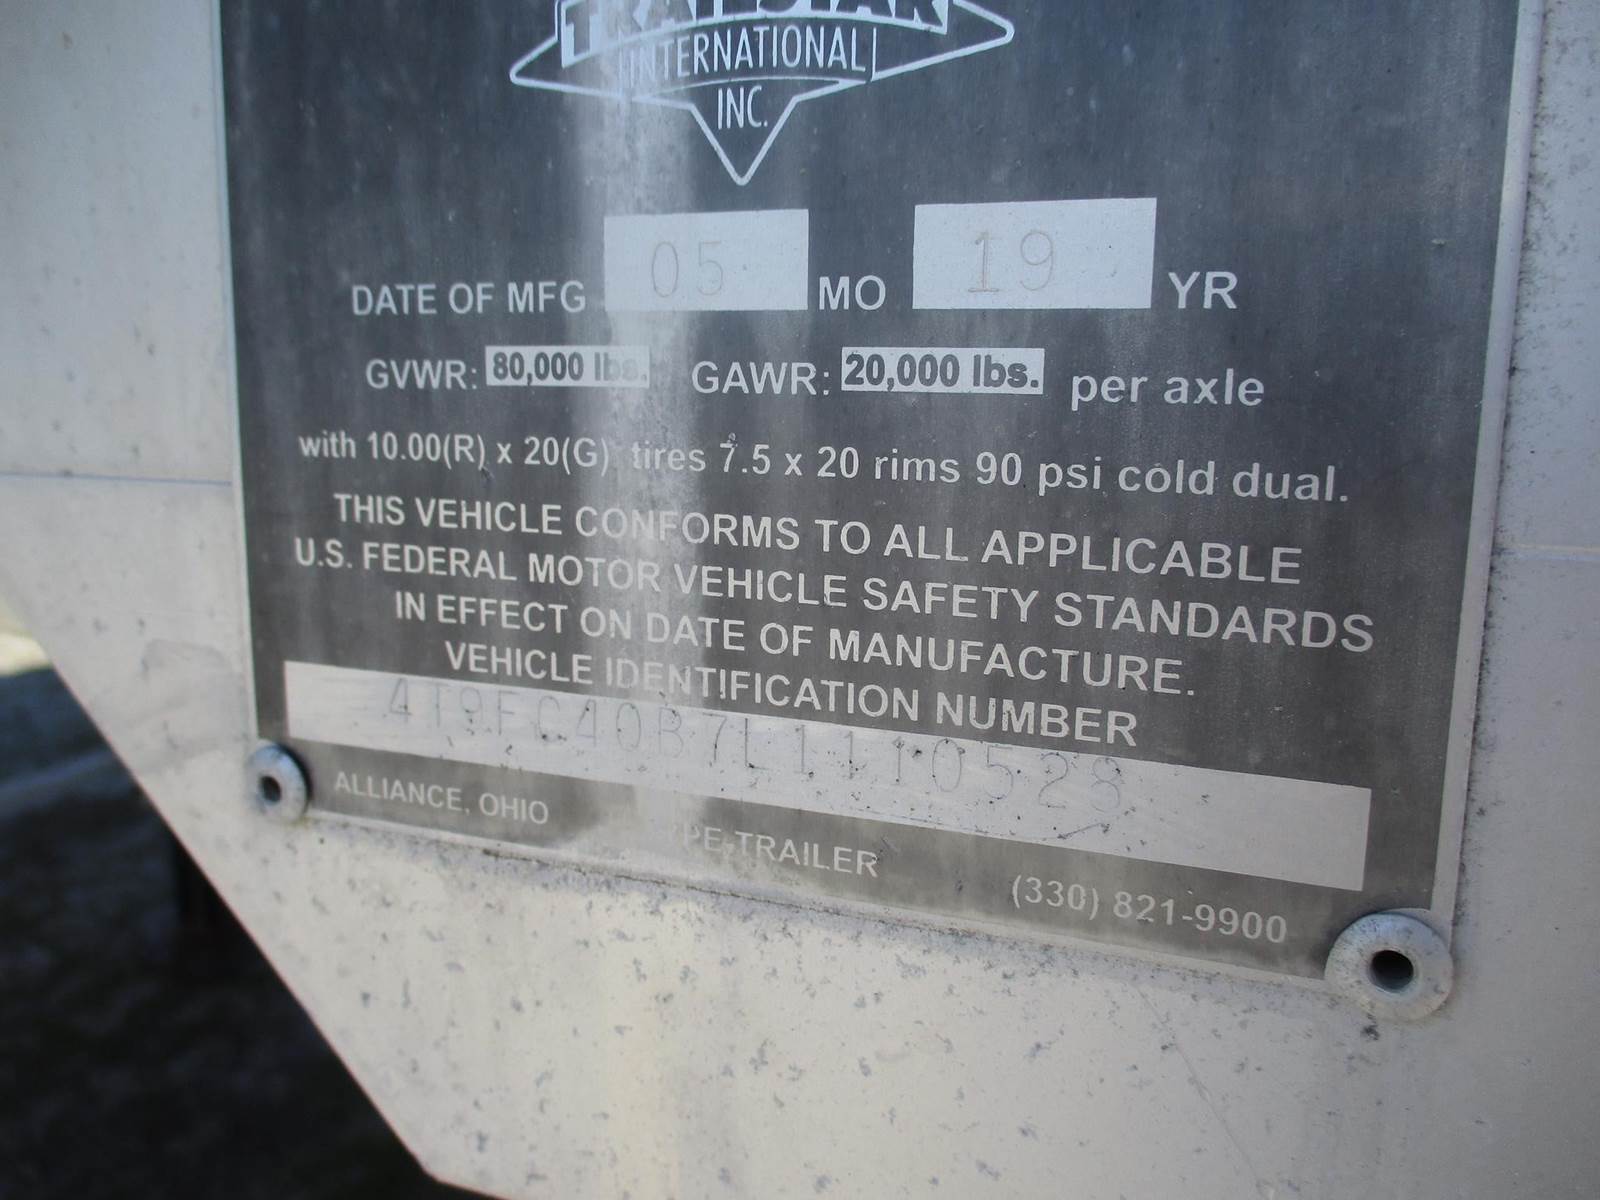 TRAMSTAR
INTERNATIONAL
INC.
DATE OF MFG 05 MO 19 YR
GVWR: 80,000 lbs. GAWR: 20,000 lbs. per axle
with 10.00(R) x 20(G) tires 7.5 x 20 rims 90 psi cold dual.
THIS VEHICLE CONFORMS TO ALL APPLICABLE
U.S. FEDERAL MOTOR VEHICLE SAFETY STANDARDS
IN EFFECT ON DATE OF MANUFACTURE.
VEHICLE IDENTIFICATION NUMBER
4T9FC40B7L1110528
ALLIANCE, OHIO PE-TRAILER (330) 821-9900